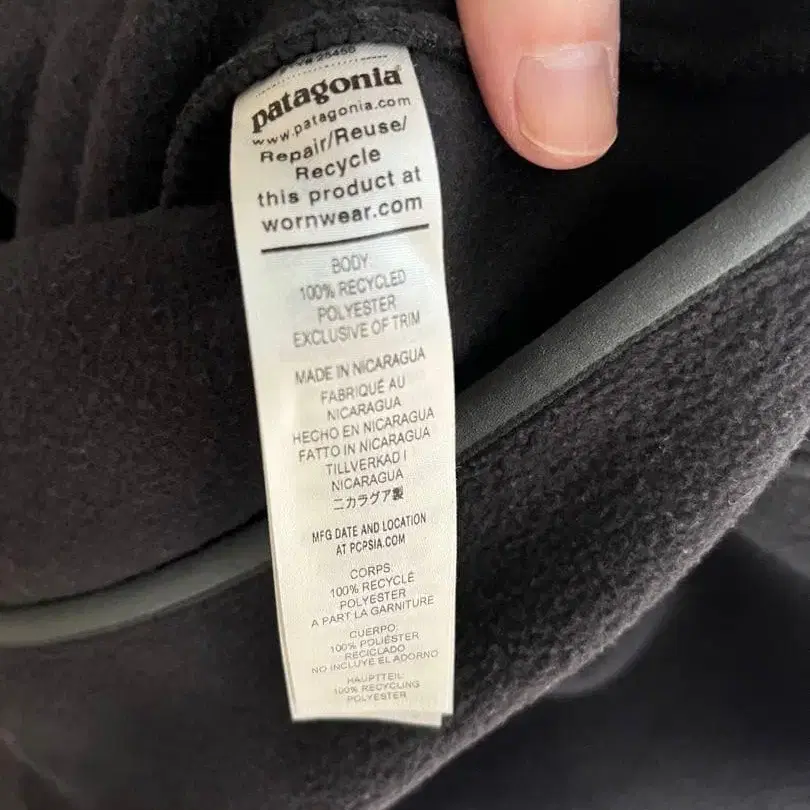 patagonia®
www.patagonia.com
Repair/Reuse/
Recycle
this product at
wornwear.com
BODY:
100% RECYCLED
POLYESTER
EXCLUSIVE OF TRIM
MADE IN NICARAGUA
FABRIQUÉ AU
NICARAGUA
HECHO EN NICARAGUA
FATTO IN NICARAGUA
TILLVERKAD I
NICARAGUA
ニカラグア製
MFG DATE AND LOCATION
AT PCPSIA.COM
CORPS:
100% RECYCLÉ
POLYESTER
A PART LA GARNITURE
CUERPO:
100% POLIÉSTER
RECICLADO
NO INCLUYE EL ADORNO
HAUPTTEIL:
100% RECYCLING
POLYESTER